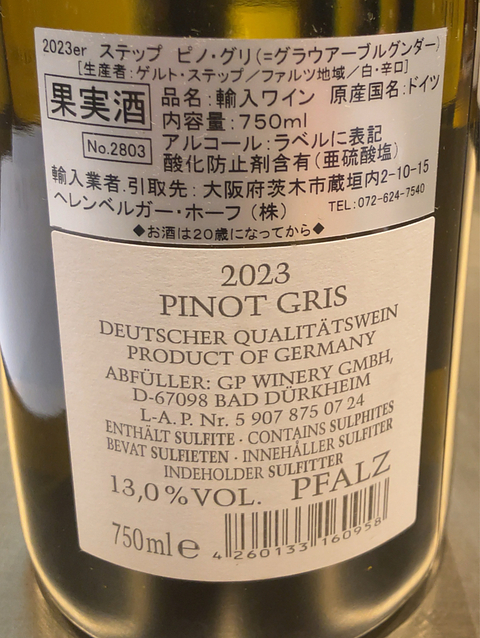 2023er ステップ ピノ・グリ(=グラウアーブルグンダー)
[生産者:ゲルト・ステップ/ファルツ地域/白・辛口]
果実酒
品名:輸入ワイン 原産国名:ドイツ
内容量:750ml
No.2803
アルコール:ラベルに表記
酸化防止剤含有(亜硫酸塩)
輸入業者・引取先:大阪府茨木市蔵垣内2-10-15
ヘレンベルガー・ホーフ(株) TEL:072-624-7540
◆お酒は20歳になってから◆
2023
PINOT GRIS
DEUTSCHER QUALITÄTSWEIN
PRODUCT OF GERMANY
ABFÜLLER: GP WINERY GMBH,
D-67098 BAD DÜRKHEIM
L-A.P. Nr. 5 907 875 07 24
ENTHÄLT SULFITE · CONTAINS SULPHITES
BEVAT SULFIETEN · INNEHÅLLER SULFITER
INDEHOLDER SULFITTER
13,0 % VOL. PFALZ
750ml e
4 260133 160958